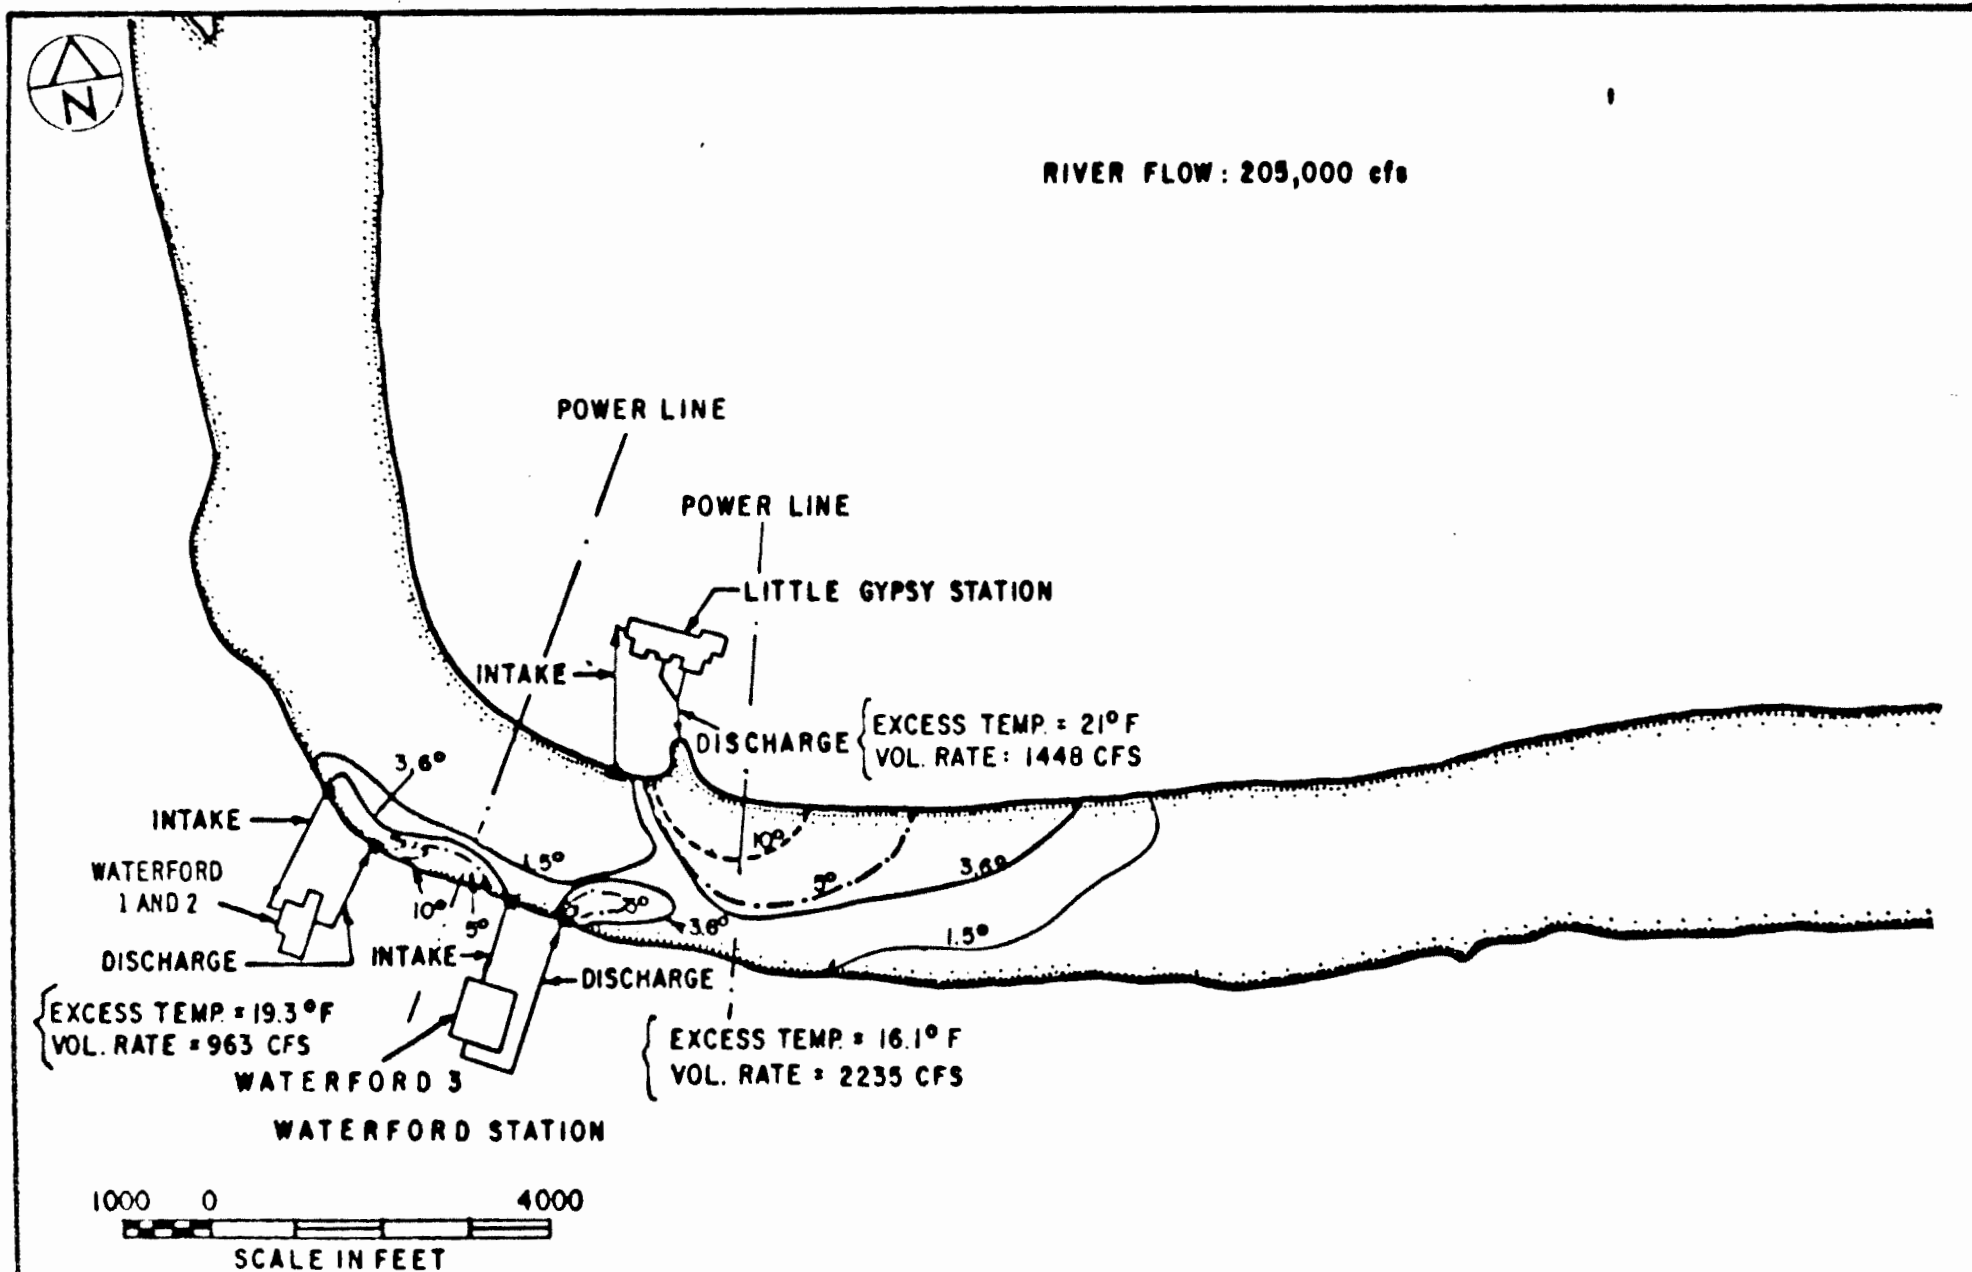 N
RIVER FLOW: 205,000 cfs
POWER LINE
POWER LINE
LITTLE GYPSY STATION
INTAKE
DISCHARGE
EXCESS TEMP. = 21° F
VOL. RATE: 1448 CFS
3.6°
INTAKE
1.5°
10°
5°
3.6°
WATERFORD
1 AND 2
10°
5°
5°
3.6°
1.5°
DISCHARGE
INTAKE
DISCHARGE
EXCESS TEMP. = 19.3°F
VOL. RATE = 963 CFS
EXCESS TEMP. = 16.1° F
VOL. RATE = 2235 CFS
WATERFORD 3
WATERFORD STATION
1000 0 4000
SCALE IN FEET